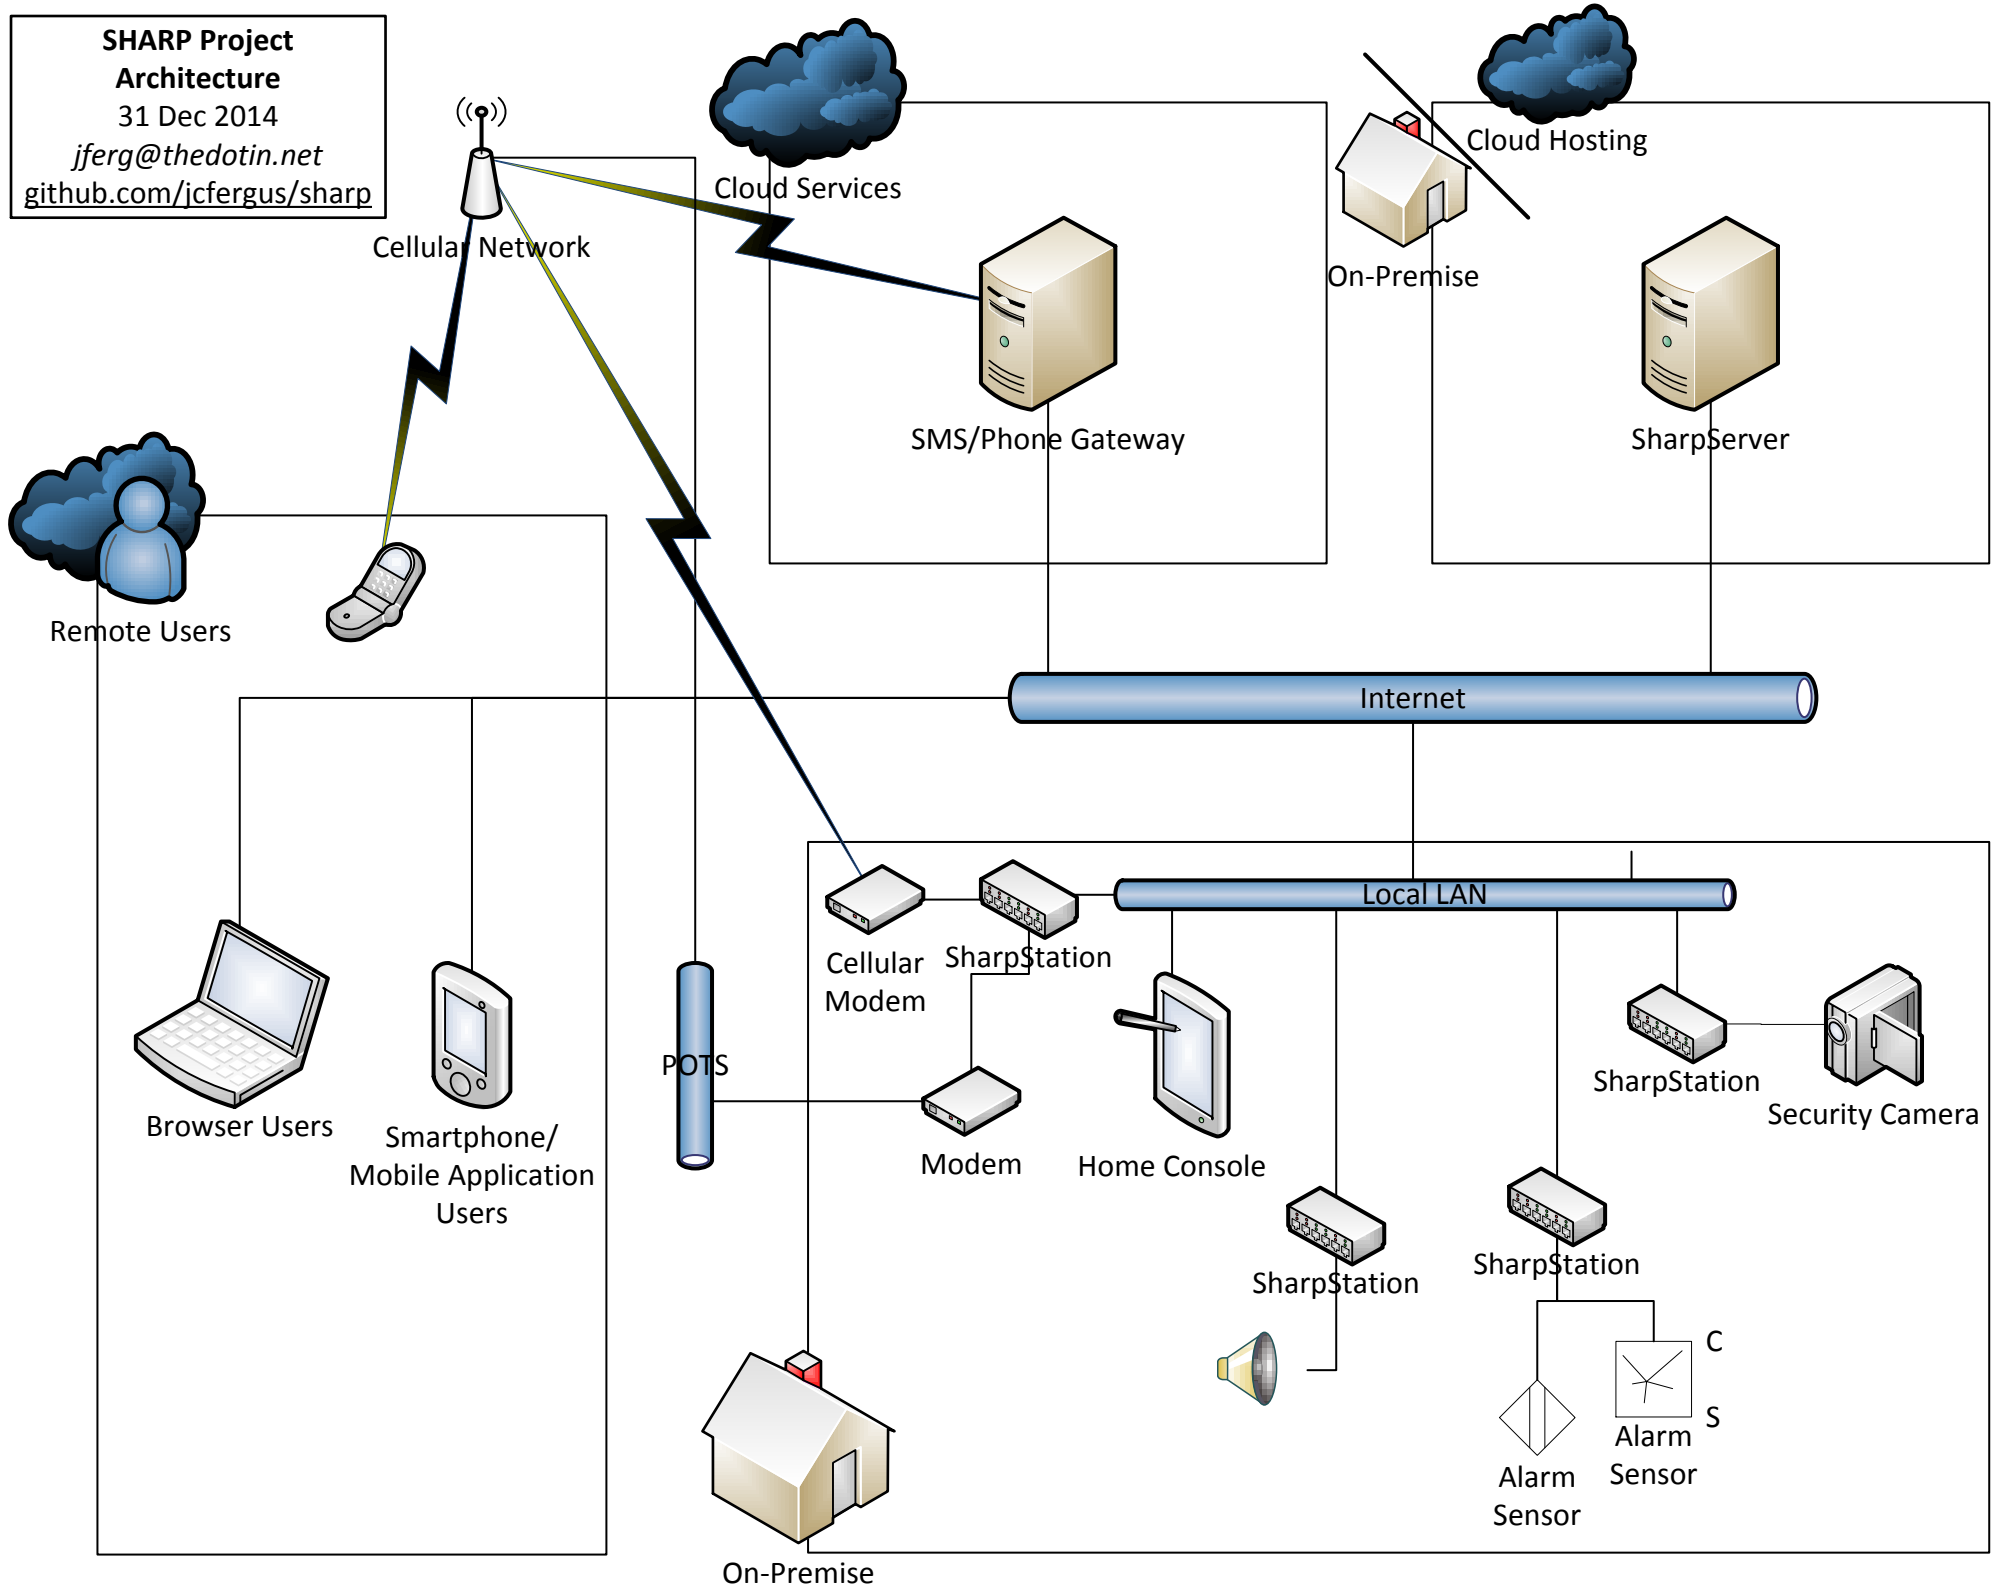 SHARP Project
Architecture
31 Dec 2014
jferg@thedotin.net
github.com/jcfergus/sharp
Cellular Network
Cloud Services
Cloud Hosting
On-Premise
SMS/Phone Gateway
SharpServer
Remote Users
Internet
Local LAN
Cellular
Modem
SharpStation
POTS
Modem
Home Console
SharpStation
Security Camera
Browser Users
Smartphone/
Mobile Application
Users
SharpStation
SharpStation
C
S
Alarm
Sensor
Alarm
Sensor
On-Premise